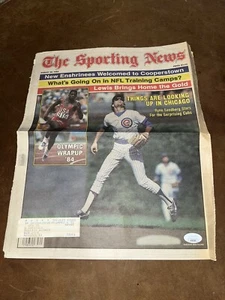 The Sporting News
New Enshrinees Welcomed to Cooperstown
What's Going On in NFL Training Camps?
Lewis Brings Home the Gold
THINGS ARE LOOKING
UP IN CHICAGO
Ryne Sandberg Stars
For the Surprising Cubs
OLYMPIC
WRAPUP
'84